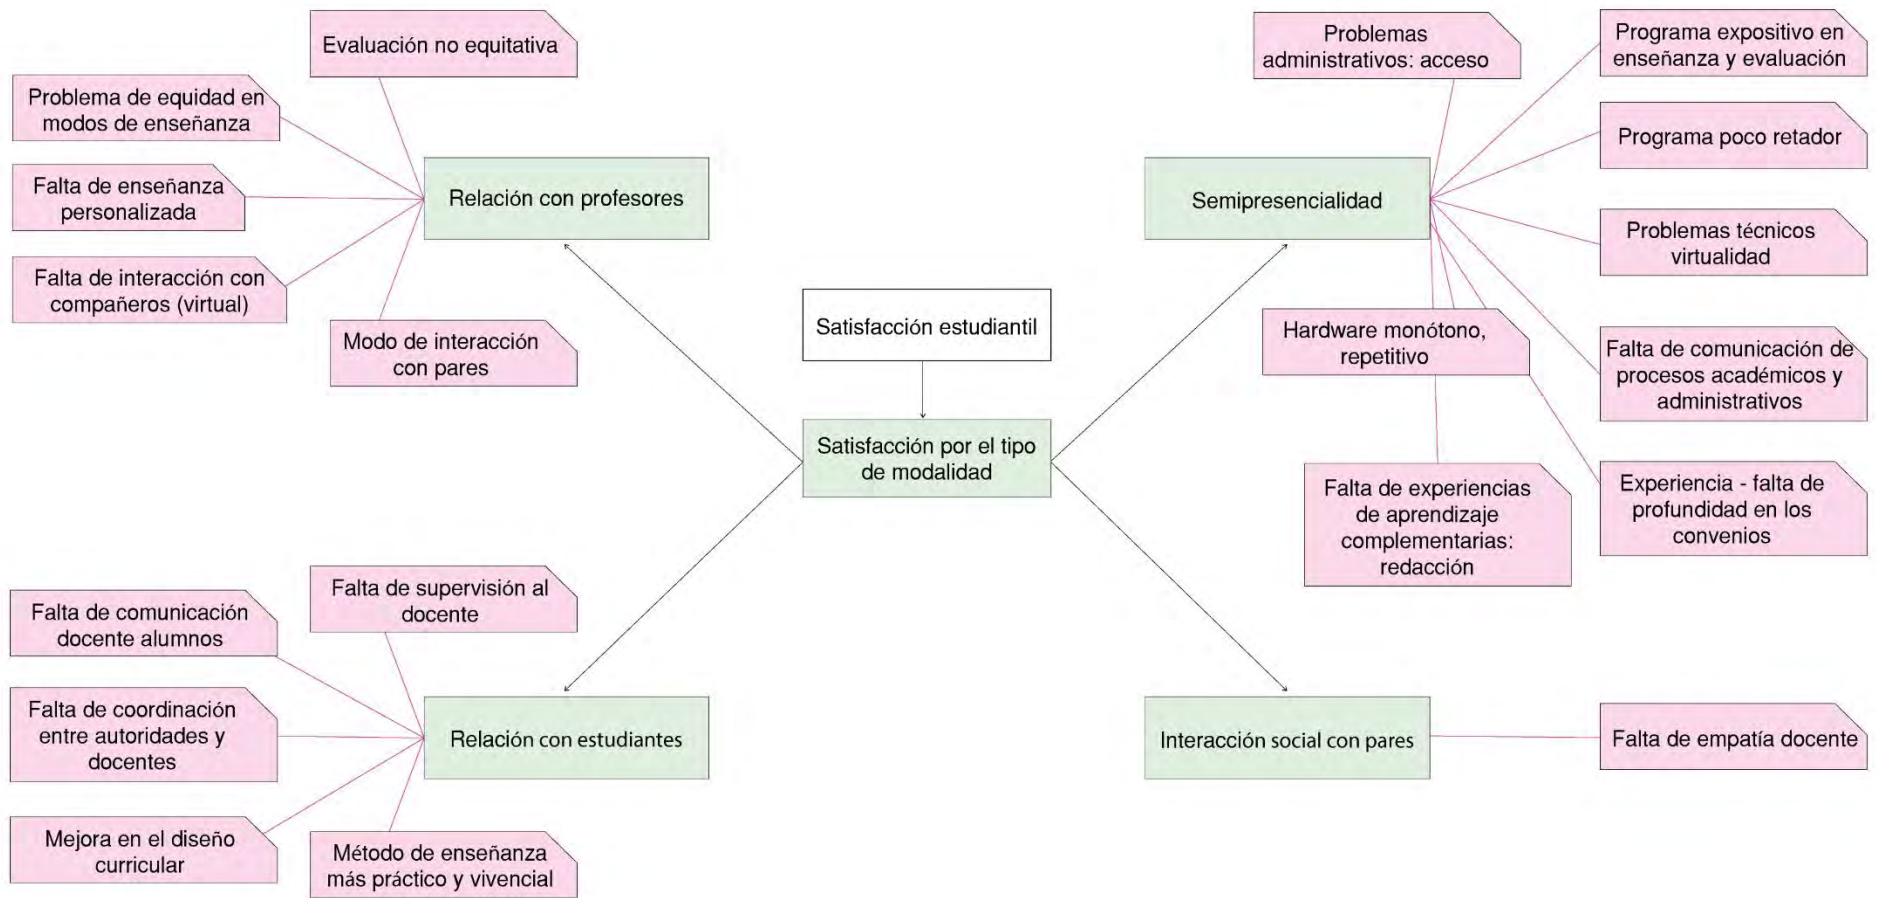 Evaluación no equitativa
Problema de equidad en
modos de enseñanza
Falta de enseñanza
personalizada
Falta de interacción con
compañeros (virtual)
Modo de interacción
con pares
Relación con profesores
Satisfacción estudiantil
Satisfacción por el tipo
de modalidad
Problemas
administrativos: acceso
Programa expositivo en
enseñanza y evaluación
Programa poco retador
Semipresencialidad
Problemas técnicos
virtualidad
Hardware monótono,
repetitivo
Falta de comunicación de
procesos académicos y
administrativos
Falta de experiencias
de aprendizaje
complementarias:
redacción
Experiencia - falta de
profundidad en los
convenios
Falta de supervisión al
docente
Falta de comunicación
docente alumnos
Falta de coordinación
entre autoridades y
docentes
Relación con estudiantes
Mejora en el diseño
curricular
Método de enseñanza
más práctico y vivencial
Interacción social con pares
Falta de empatía docente